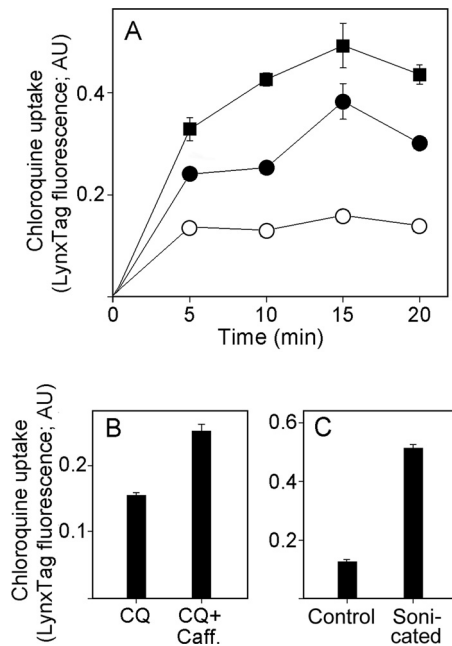 A
Chloroquine uptake
(LynxTag fluorescence; AU)
0.4
0.2
0
5
10
15
20
Time (min)
Chloroquine uptake
(LynxTag fluorescence; AU)
B
0.2
0.1
CQ
CQ+
Caff.
C
0.6
0.4
0.2
Control
Soni-
cated